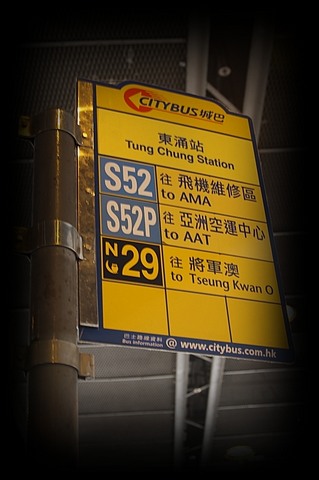 CITYBUS 城巴
東涌站
Tung Chung Station
S52 往 飛機維修區
to AMA
S52P 往 亞洲空運中心
to AAT
N29 往 將軍澳
to Tseung Kwan O
巴士路線資料
Bus Information @ www.citybus.com.hk